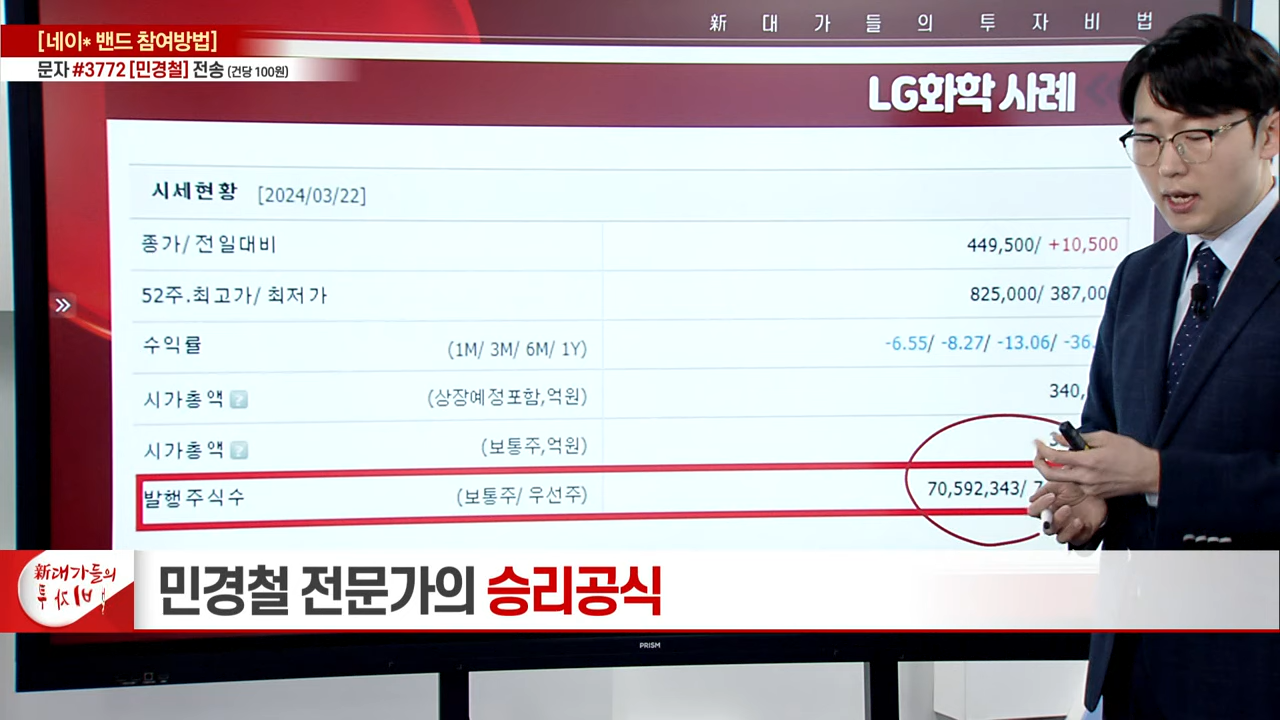 新 대 가 들 의 투 자 비 법
[네이* 밴드 참여방법]
문자 #3772 [민경철] 전송 (건당 100원)
LG화학 사례
시세현황 [2024/03/22]
종가/ 전일대비 449,500/ +10,500
52주.최고가/ 최저가 825,000/ 387,00
수익률 (1M/ 3M/ 6M/ 1Y) -6.55/ -8.27/ -13.06/ -36.
시가총액 ? (상장예정포함,억원) 340,
시가총액 ? (보통주,억원)
발행주식수 (보통주/ 우선주) 70,592,343/ 7
新대가들의
민경철 전문가의 승리공식
PRISM